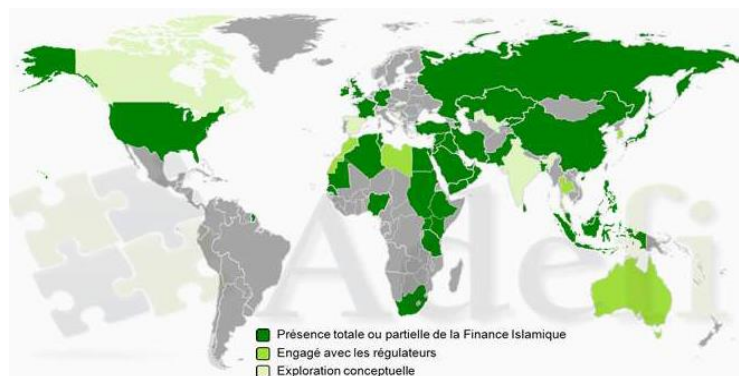 Adefi
Présence totale ou partielle de la Finance Islamique
Engagé avec les régulateurs
Exploration conceptuelle